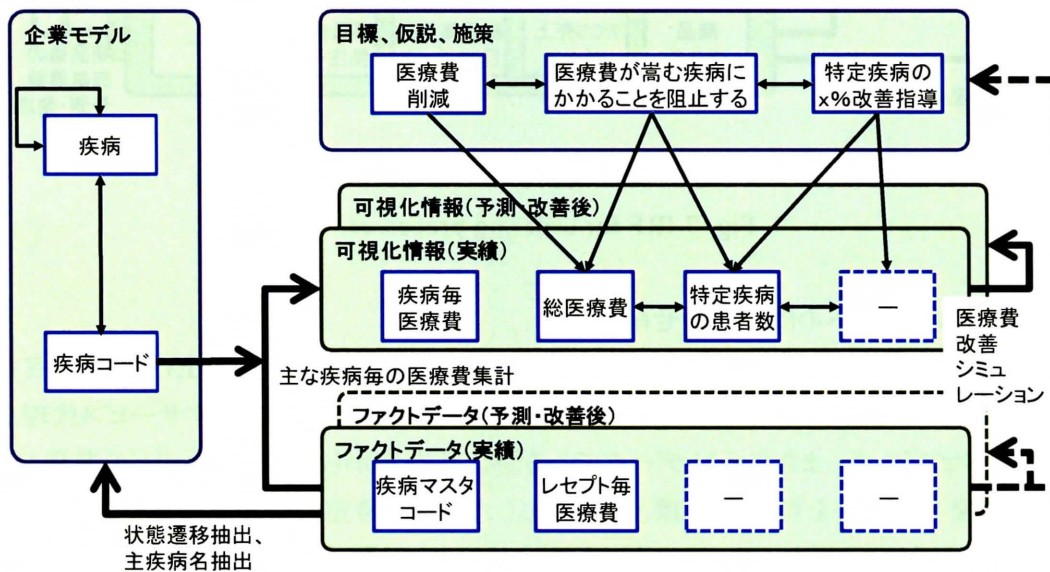 企業モデル
疾病
疾病コード
目標、仮説、施策
医療費
削減
医療費が嵩む疾病に
かかることを阻止する
特定疾病の
x%改善指導
可視化情報(予測・改善後)
可視化情報(実績)
疾病毎
医療費
総医療費
特定疾病
の患者数
—
医療費
改善
シミュ
レーション
主な疾病毎の医療費集計
ファクトデータ(予測・改善後)
ファクトデータ(実績)
疾病マスタ
コード
レセプト毎
医療費
—
—
状態遷移抽出、
主疾病名抽出